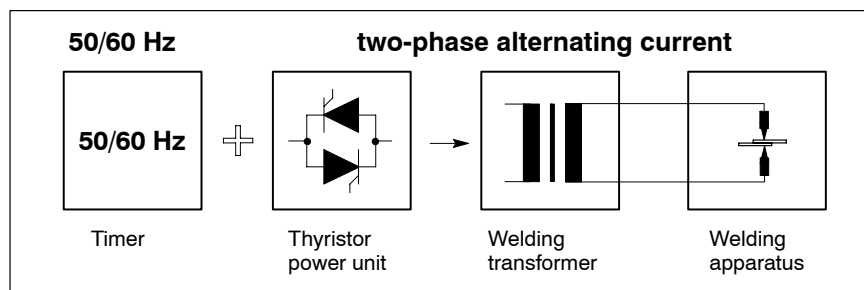 50/60 Hz
two-phase alternating current
50/60 Hz
Timer
Thyristor
power unit
Welding
transformer
Welding
apparatus